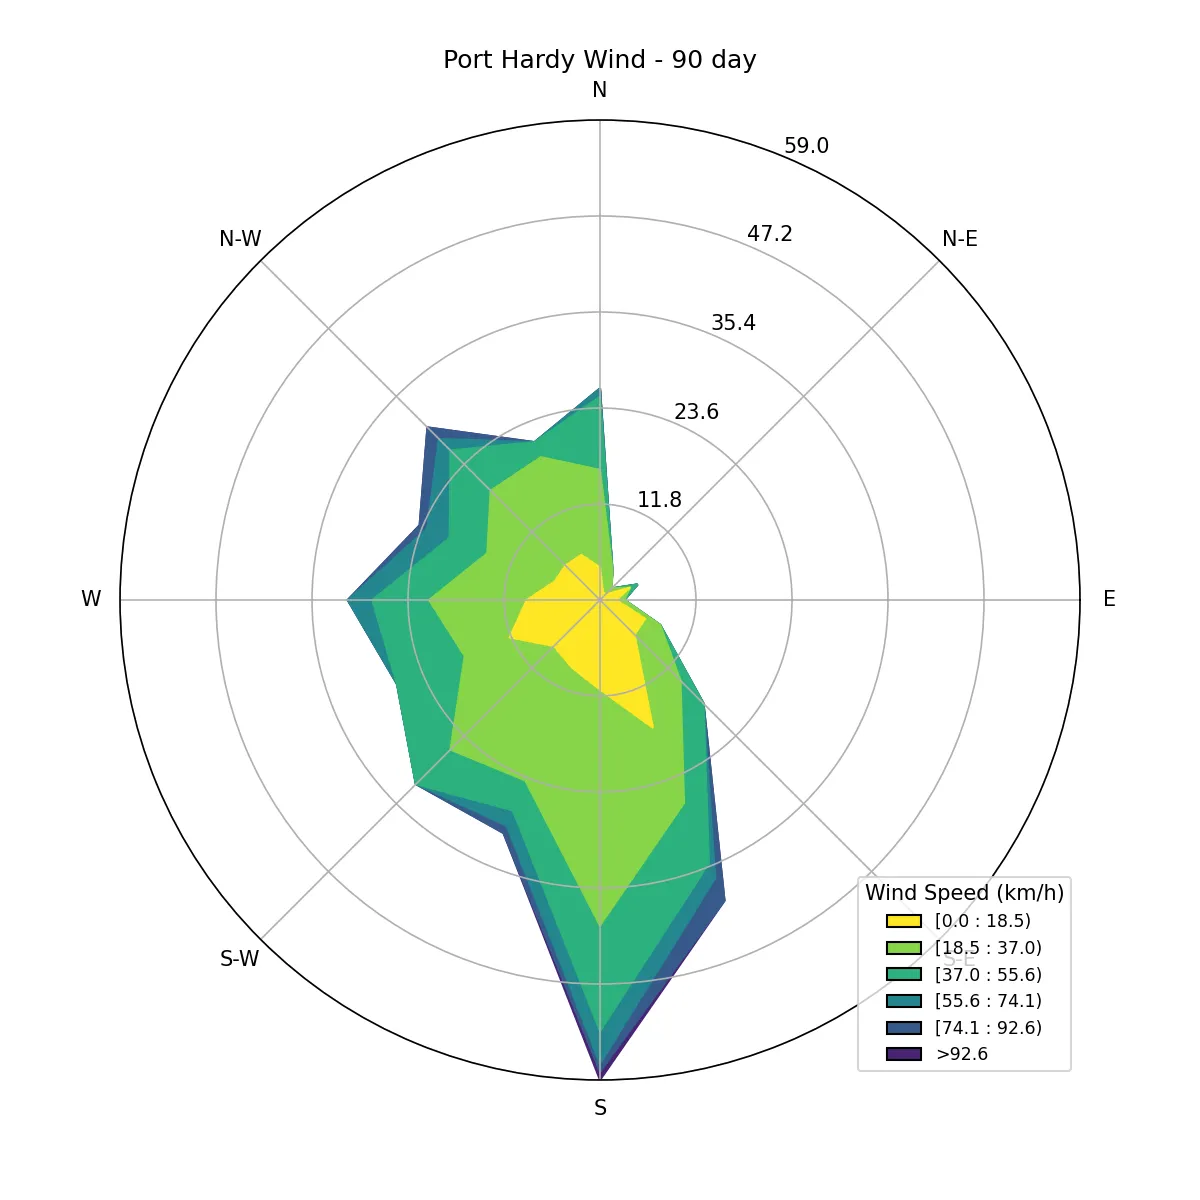 Port Hardy Wind - 90 day
N
59.0
47.2
N-W
N-E
35.4
23.6
11.8
W
E
Wind Speed (km/h)
[0.0 : 18.5)
[18.5 : 37.0)
S-W
S-E
[37.0 : 55.6)
[55.6 : 74.1)
[74.1 : 92.6)
>92.6
S